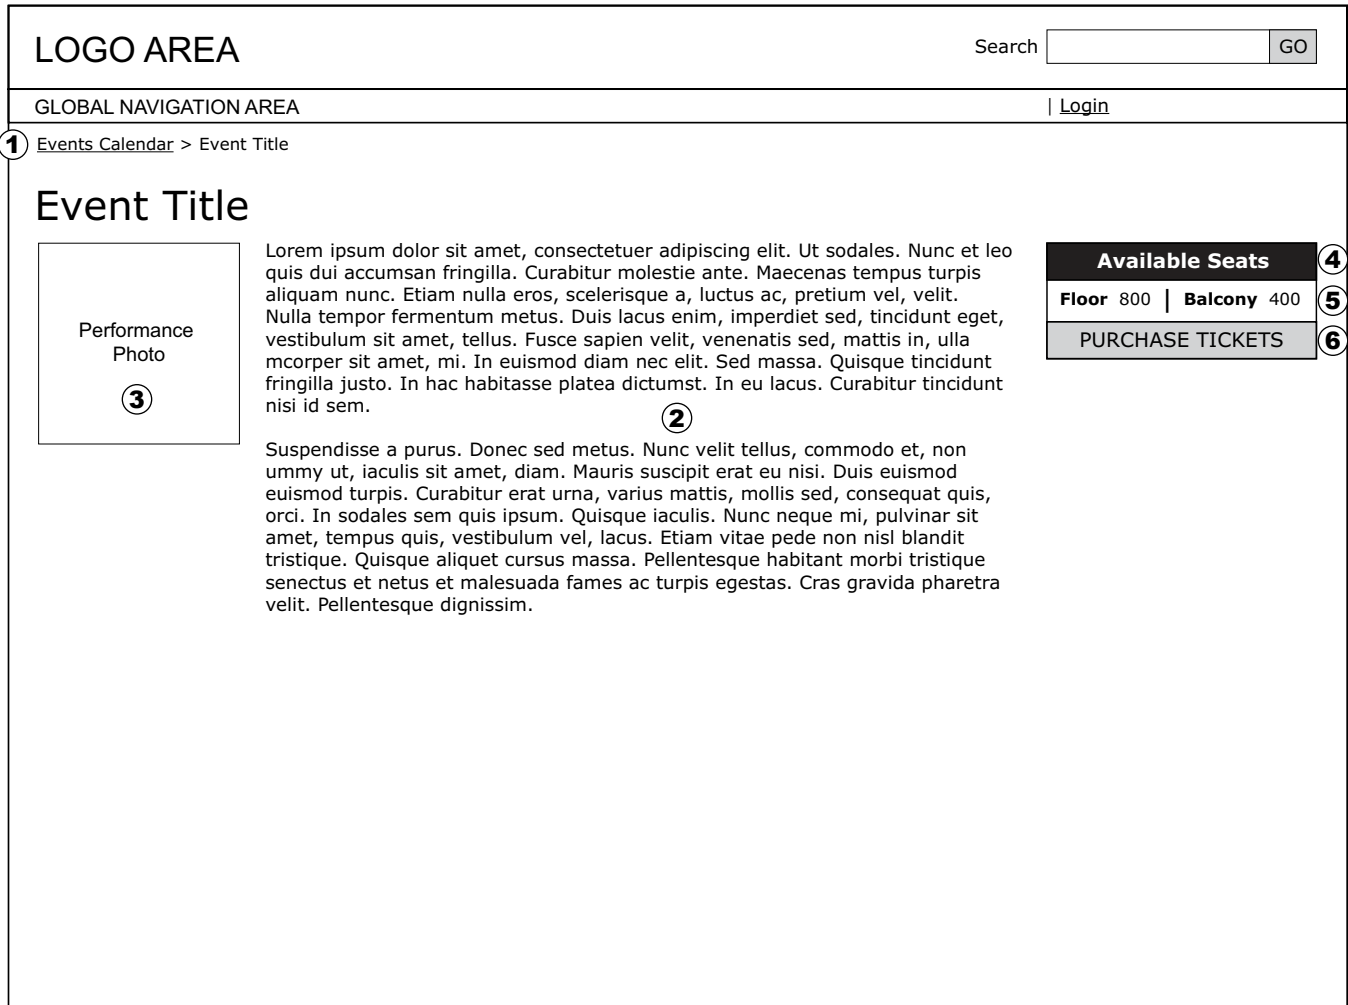 LOGO AREA
Search
GO
GLOBAL NAVIGATION AREA
| Login
1 Events Calendar > Event Title
Event Title
Performance
Photo
3
Lorem ipsum dolor sit amet, consectetuer adipiscing elit. Ut sodales. Nunc et leo
quis dui accumsan fringilla. Curabitur molestie ante. Maecenas tempus turpis
aliquam nunc. Etiam nulla eros, scelerisque a, luctus ac, pretium vel, velit.
Nulla tempor fermentum metus. Duis lacus enim, imperdiet sed, tincidunt eget,
vestibulum sit amet, tellus. Fusce sapien velit, venenatis sed, mattis in, ulla
mcorper sit amet, mi. In euismod diam nec elit. Sed massa. Quisque tincidunt
fringilla justo. In hac habitasse platea dictumst. In eu lacus. Curabitur tincidunt
nisi id sem.
2
Suspendisse a purus. Donec sed metus. Nunc velit tellus, commodo et, non
ummy ut, iaculis sit amet, diam. Mauris suscipit erat eu nisi. Duis euismod
euismod turpis. Curabitur erat urna, varius mattis, mollis sed, consequat quis,
orci. In sodales sem quis ipsum. Quisque iaculis. Nunc neque mi, pulvinar sit
amet, tempus quis, vestibulum vel, lacus. Etiam vitae pede non nisl blandit
tristique. Quisque aliquet cursus massa. Pellentesque habitant morbi tristique
senectus et netus et malesuada fames ac turpis egestas. Cras gravida pharetra
velit. Pellentesque dignissim.
Available Seats 4
Floor 800 | Balcony 400 5
PURCHASE TICKETS 6